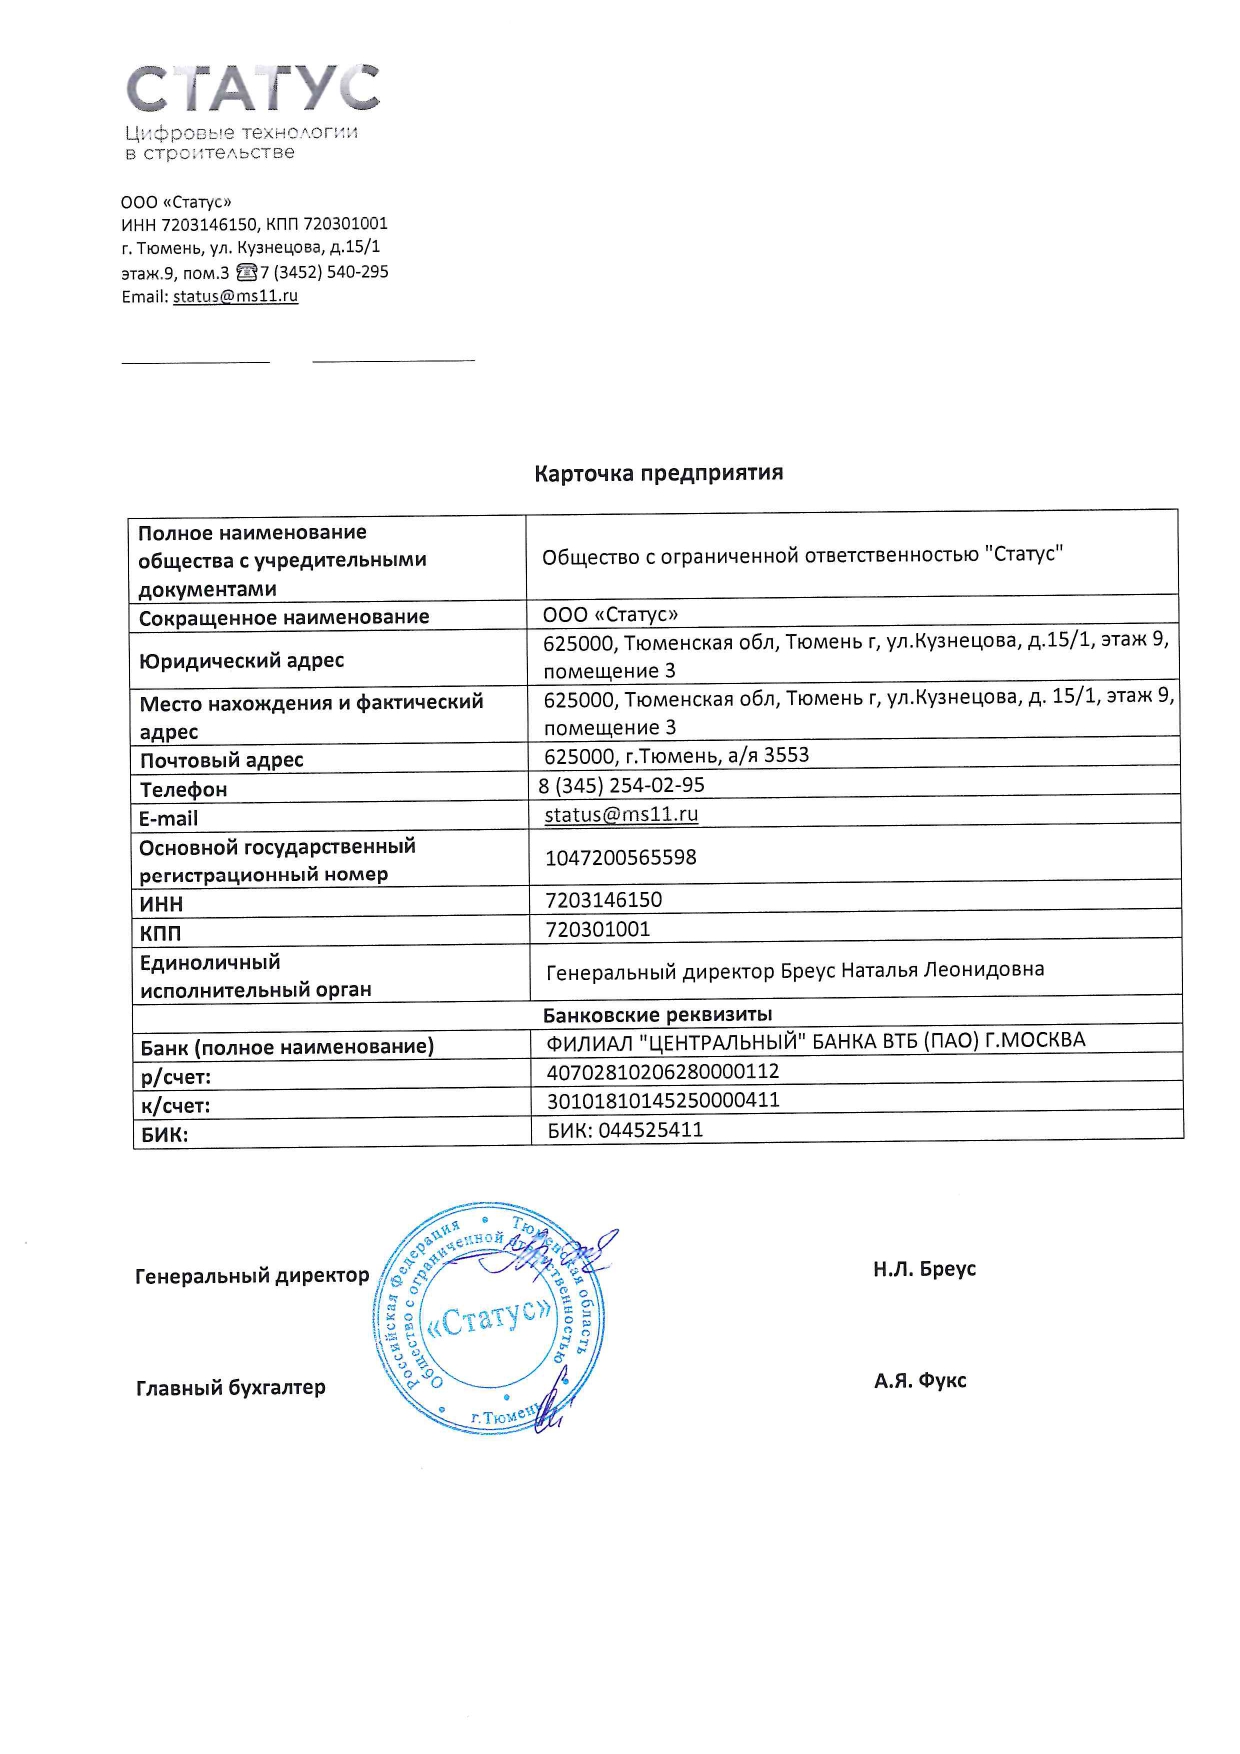 СТАТУС
Цифровые технологии
в строительстве
ООО «Статус»
ИНН 7203146150, КПП 720301001
г. Тюмень, ул. Кузнецова, д.15/1
этаж.9, пом.3 ☎7 (3452) 540-295
Email: status@ms11.ru
Карточка предприятия
Полное наименование
общества с учредительными
документами
Общество с ограниченной ответственностью "Статус"
Сокращенное наименование
ООО «Статус»
Юридический адрес
625000, Тюменская обл, Тюмень г, ул.Кузнецова, д.15/1, этаж 9,
помещение 3
Место нахождения и фактический
адрес
625000, Тюменская обл, Тюмень г, ул.Кузнецова, д. 15/1, этаж 9,
помещение 3
Почтовый адрес
625000, г.Тюмень, а/я 3553
Телефон
8 (345) 254-02-95
E-mail
status@ms11.ru
Основной государственный
регистрационный номер
1047200565598
ИНН
7203146150
КПП
720301001
Единоличный
исполнительный орган
Генеральный директор Бреус Наталья Леонидовна
Банковские реквизиты
Банк (полное наименование)
ФИЛИАЛ "ЦЕНТРАЛЬНЫЙ" БАНКА ВТБ (ПАО) Г.МОСКВА
р/счет:
40702810206280000112
к/счет:
30101810145250000411
БИК:
БИК: 044525411
Генеральный директор
Н.Л. Бреус
Российская Федерация • Тюменская область
Общество с ограниченной ответственностью
«Статус»
г.Тюмень
Главный бухгалтер
А.Я. Фукс